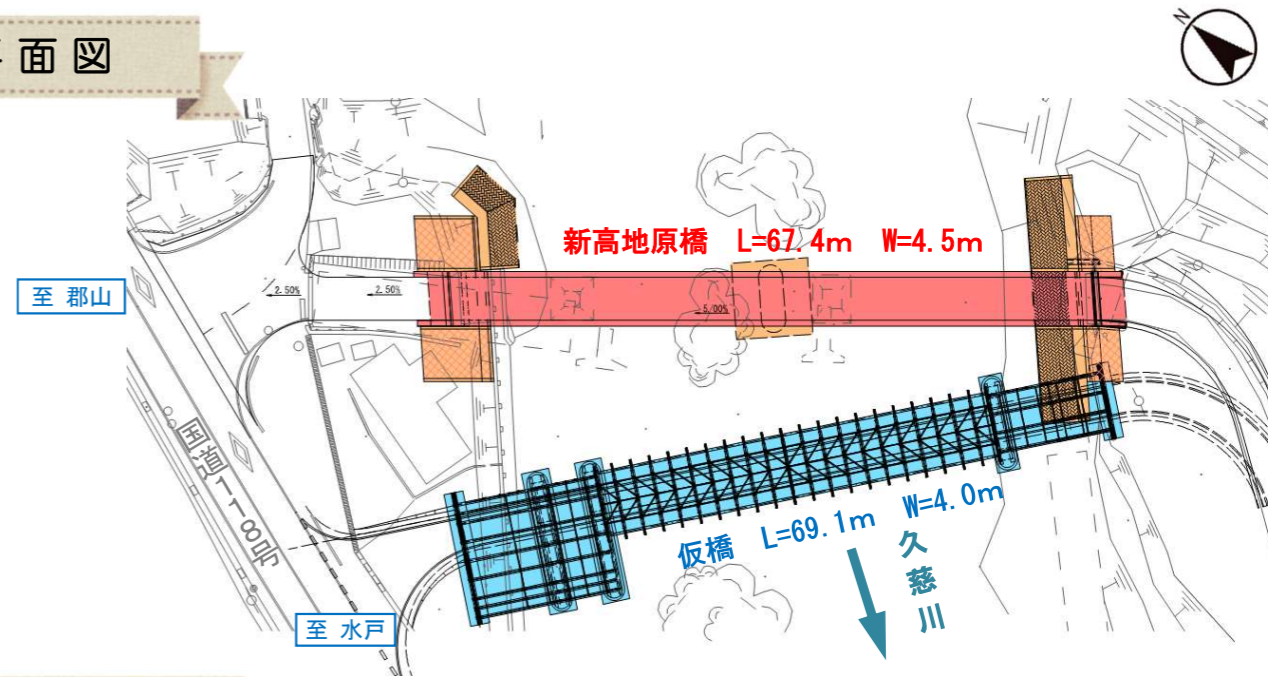 面図
N
新高地原橋 L=67.4m W=4.5m
至 郡山
2.50%
2.50%
5.00%
国道118号
仮橋 L=69.1m W=4.0m
久慈川
至 水戸